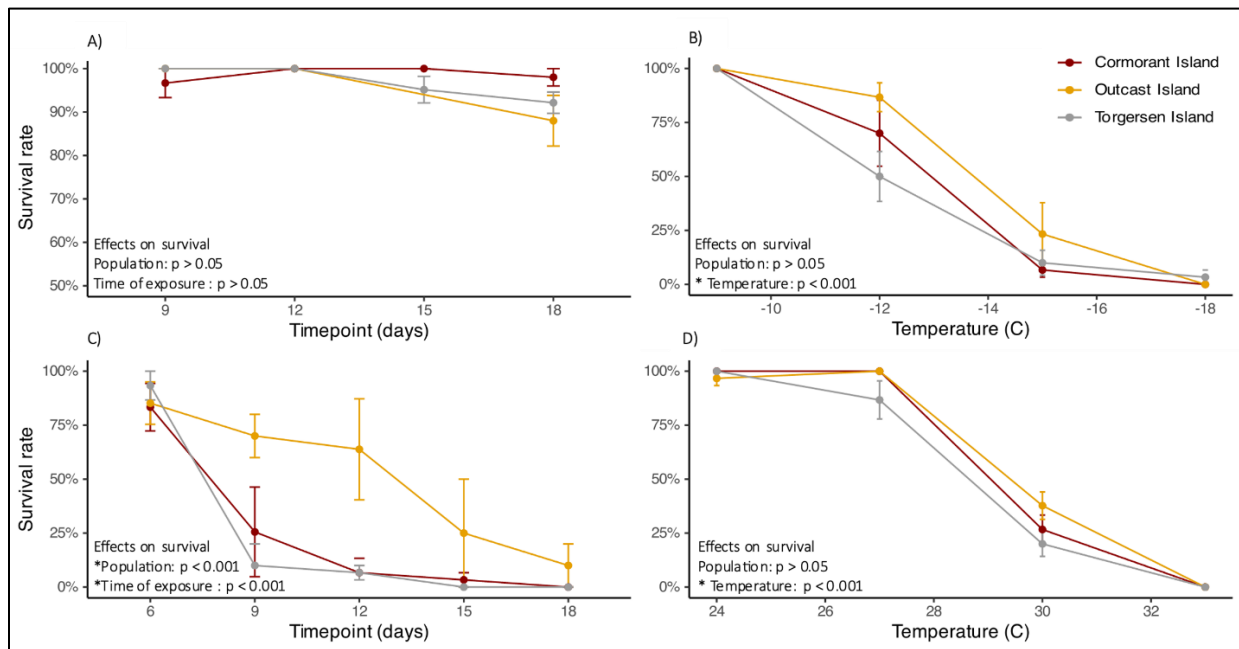 A)
100%
90%
80%
70%
60%
50%
Survival rate
Effects on survival
Population: p > 0.05
Time of exposure : p > 0.05
9
12
15
18
Timepoint (days)
B)
100%
75%
50%
25%
0%
Cormorant Island
Outcast Island
Torgersen Island
Effects on survival
Population: p > 0.05
* Temperature: p < 0.001
-10
-12
-14
-16
-18
Temperature (C)
C)
100%
75%
50%
25%
0%
Survival rate
Effects on survival
*Population: p < 0.001
*Time of exposure : p < 0.001
6
9
12
15
18
Timepoint (days)
D)
100%
75%
50%
25%
0%
Effects on survival
Population: p > 0.05
* Temperature: p < 0.001
24
26
28
30
32
Temperature (C)